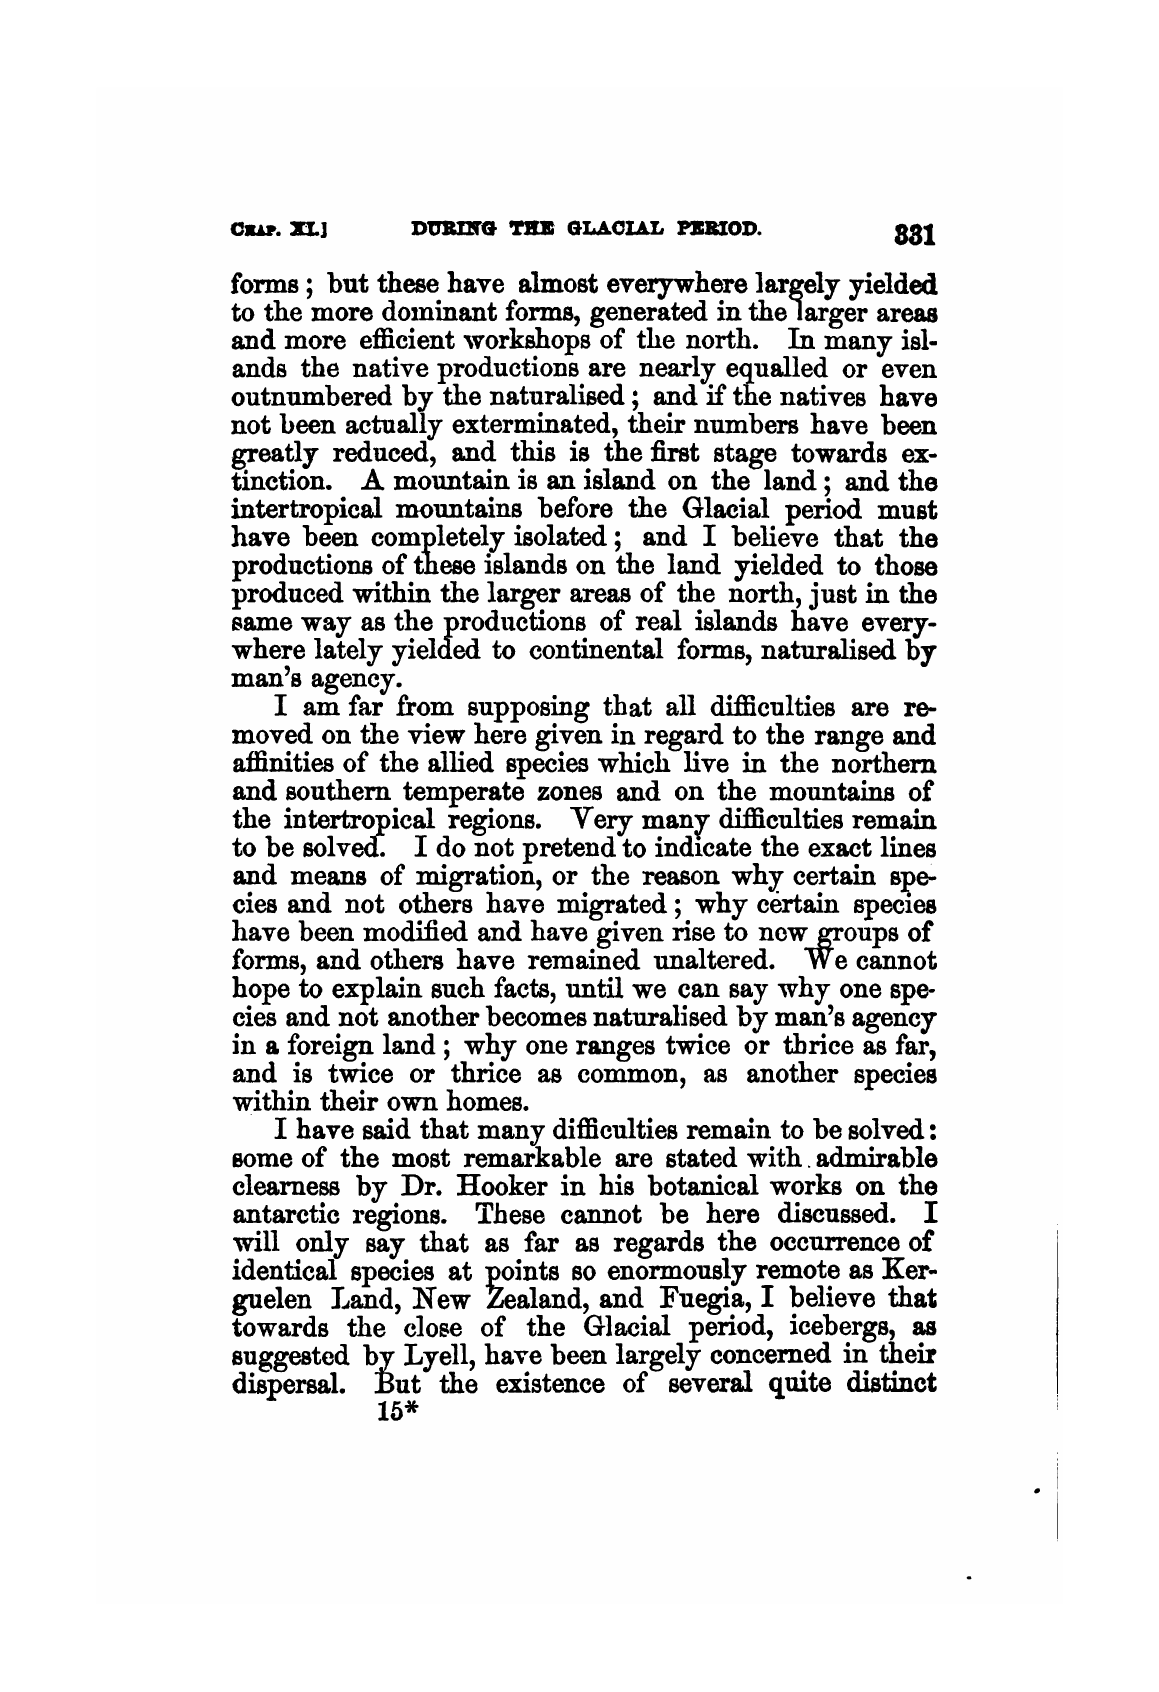 CHAP. XI.] DURING THE GLACIAL PERIOD. 331
forms; but these have almost everywhere largely yielded
to the more dominant forms, generated in the larger areas
and more efficient workshops of the north. In many isl-
ands the native productions are nearly equalled or even
outnumbered by the naturalised; and if the natives have
not been actually exterminated, their numbers have been
greatly reduced, and this is the first stage towards ex-
tinction. A mountain is an island on the land; and the
intertropical mountains before the Glacial period must
have been completely isolated; and I believe that the
productions of these islands on the land yielded to those
produced within the larger areas of the north, just in the
same way as the productions of real islands have every-
where lately yielded to continental forms, naturalised by
man's agency.
I am far from supposing that all difficulties are re-
moved on the view here given in regard to the range and
affinities of the allied species which live in the northern
and southern temperate zones and on the mountains of
the intertropical regions. Very many difficulties remain
to be solved. I do not pretend to indicate the exact lines
and means of migration, or the reason why certain spe-
cies and not others have migrated; why certain species
have been modified and have given rise to new groups of
forms, and others have remained unaltered. We cannot
hope to explain such facts, until we can say why one spe-
cies and not another becomes naturalised by man's agency
in a foreign land; why one ranges twice or thrice as far,
and is twice or thrice as common, as another species
within their own homes.
I have said that many difficulties remain to be solved:
some of the most remarkable are stated with admirable
clearness by Dr. Hooker in his botanical works on the
antarctic regions. These cannot be here discussed. I
will only say that as far as regards the occurrence of
identical species at points so enormously remote as Ker-
guelen Land, New Zealand, and Fuegia, I believe that
towards the close of the Glacial period, icebergs, as
suggested by Lyell, have been largely concerned in their
dispersal. But the existence of several quite distinct
15*